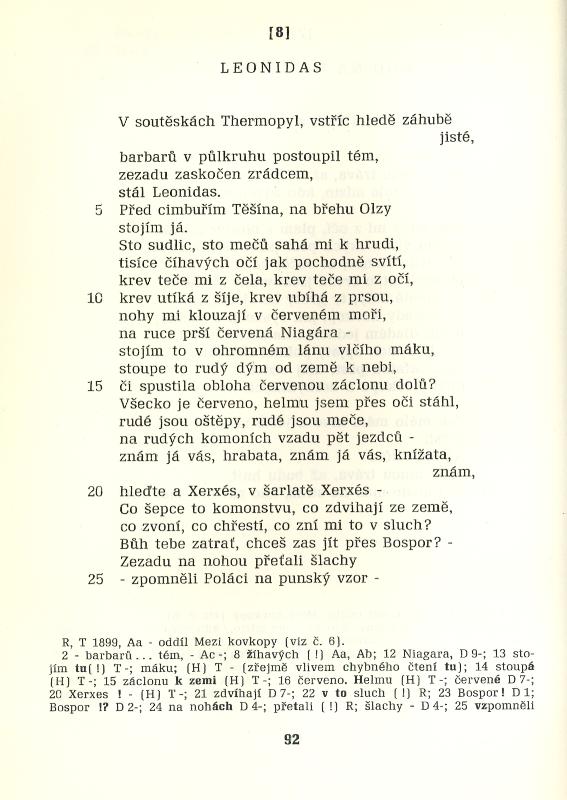 [8]
LEONIDAS
V soutěskách Thermopyl, vstříc hledě záhubě
jisté,
barbarů v půlkruhu postoupil tém,
zezadu zaskočen zrádcem,
stál Leonidas.
5 Před cimbuřím Těšína, na břehu Olzy
stojím já.
Sto sudlic, sto mečů sahá mi k hrudi,
tisíce číhavých očí jak pochodně svítí,
krev teče mi z čela, krev teče mi z očí,
10 krev utíká z šíje, krev ubíhá z prsou,
nohy mi klouzají v červeném moři,
na ruce prší červená Niagára -
stojím to v ohromném lánu vlčího máku,
stoupe to rudý dým od země k nebi,
15 či spustila obloha červenou záclonu dolů?
Všecko je červeno, helmu jsem přes oči stáhl,
rudé jsou oštěpy, rudé jsou meče,
na rudých komoních vzadu pět jezdců -
znám já vás, hrabata, znám já vás, knížata,
znám,
20 hleďte a Xerxés, v šarlatě Xerxés -
Co šepce to komonstvu, co zdvihají ze země,
co zvoní, co chřestí, co zní mi to v sluch?
Bůh tebe zatrať, chceš zas jít přes Bospor? -
Zezadu na nohou přeťali šlachy
25 - zpomněli Poláci na punský vzor -
R, T 1899, Aa - oddíl Mezi kovkopy (viz č. 6).
2 - barbarů... tém, - Ac -; 8 žíhavých (!) Aa, Ab; 12 Niagara, D 9-; 13 sto-
jím tu(!) T -; máku; (H) T - (zřejmě vlivem chybného čtení tu); 14 stoupá
(H) T -; 15 záclonu k zemi (H) T -; 16 červeno. Helmu (H) T -; červené D 7-;
20 Xerxes ! - (H) T -; 21 zdvíhají D 7-; 22 v to sluch (!) R; 23 Bospor! D 1;
Bospor !? D 2-; 24 na nohách D 4-; přetali (!) R; šlachy - D 4-; 25 vzpomněli
92